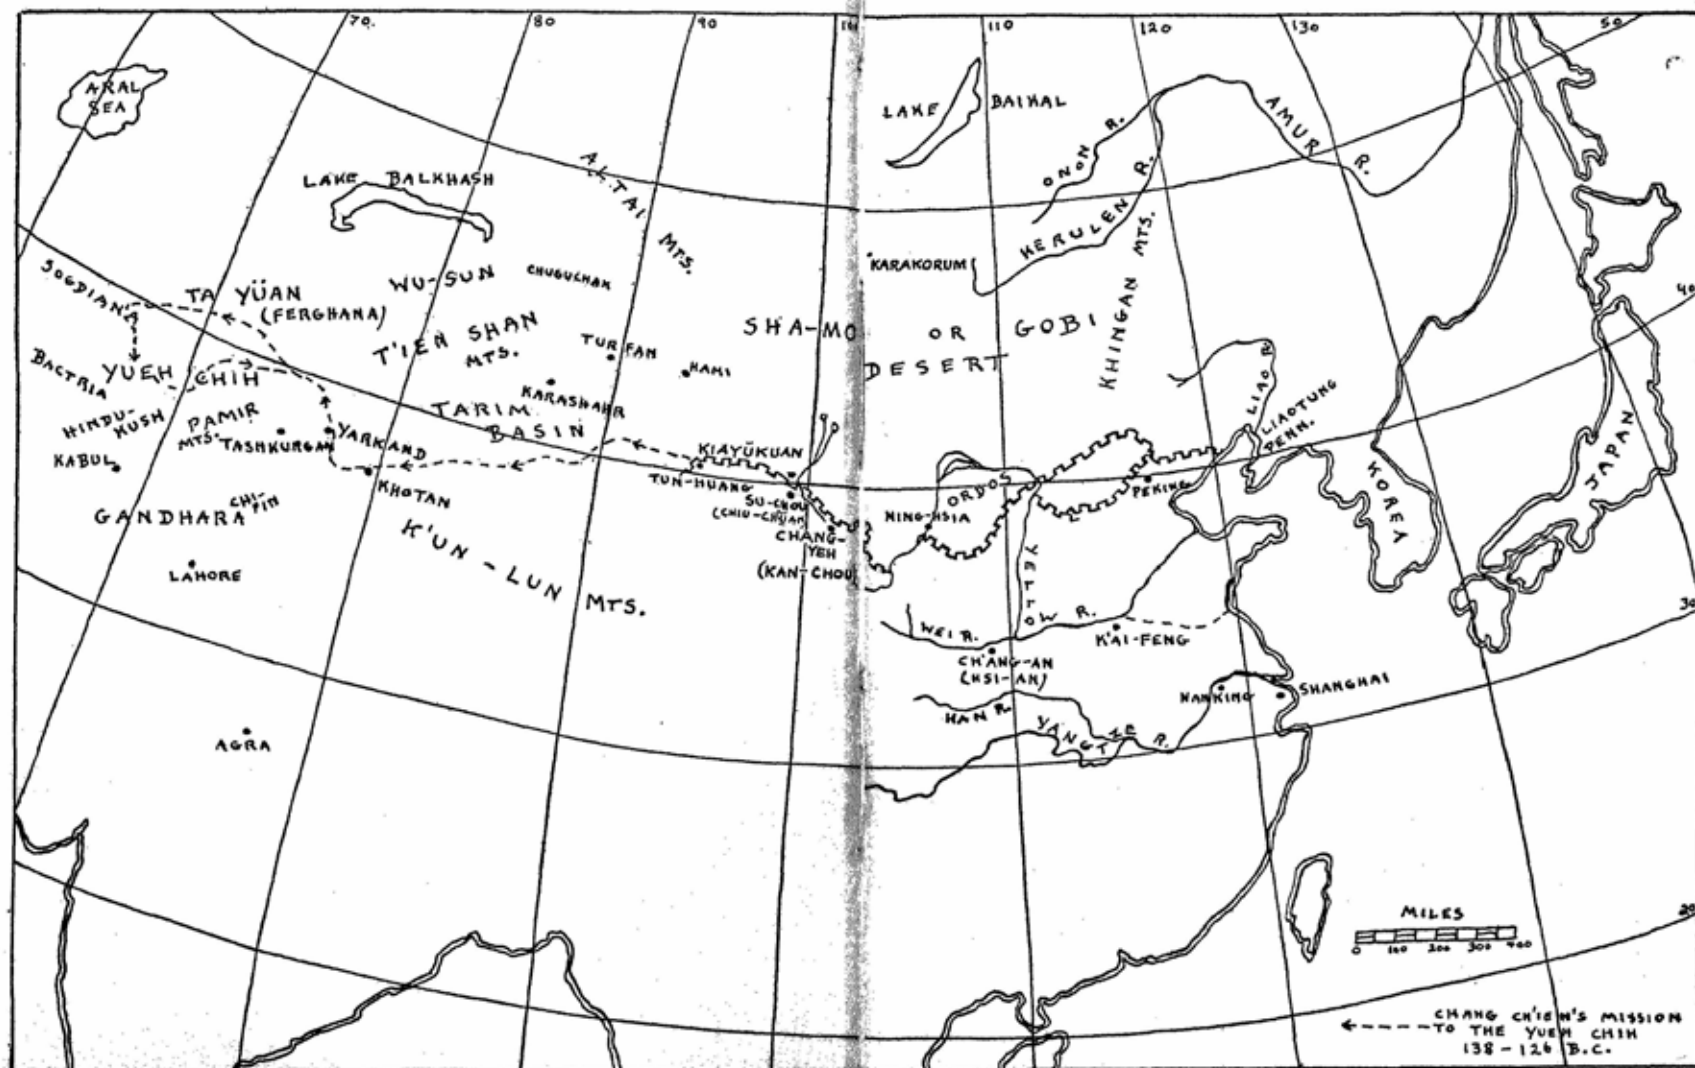 70.
80
90
110
120
130
50
ARAL
SEA
LAKE BALKHASH
ALTAI
MTS.
LAKE BAIKAL
ONON R.
KERULEN R.
AMUR R.
KARAKORUM
KHINGAN MTS.
40
SOGDIANA
TA YÜAN
(FERGHANA)
WU-SUN
CHUGUCHAK
T'IEN SHAN
MTS.
TURFAN
HAMI
KARASHAHR
SHA-MO OR GOBI
DESERT
BACTRIA
YUEH CHIH
HINDU-
KUSH
PAMIR
MTS.
TASHKURGAN
YARKAND
KABUL
KHOTAN
TARIM
BASIN
KIAYÜKUAN
TUN-HUANG
SU-CHOU
(CHIU-CHÜAN)
CHANG-
YEH
(KAN-CHOU)
GANDHARA
CHI-
PIN
LAHORE
K'UN-LUN MTS.
AGRA
ORDOS
NING-HSIA
PEKING
LIAO R.
LIAOTUNG
PENN.
KOREA
JAPAN
YELLOW R.
WEI R.
K'AI-FENG
CH'ANG-AN
(HSI-AN)
HAN R.
YANGTZE R.
NANKING
SHANGHAI
30
20
MILES
0 100 200 300 400
CHANG CH'IEN'S MISSION
TO THE YUEH CHIH
138-126 B.C.